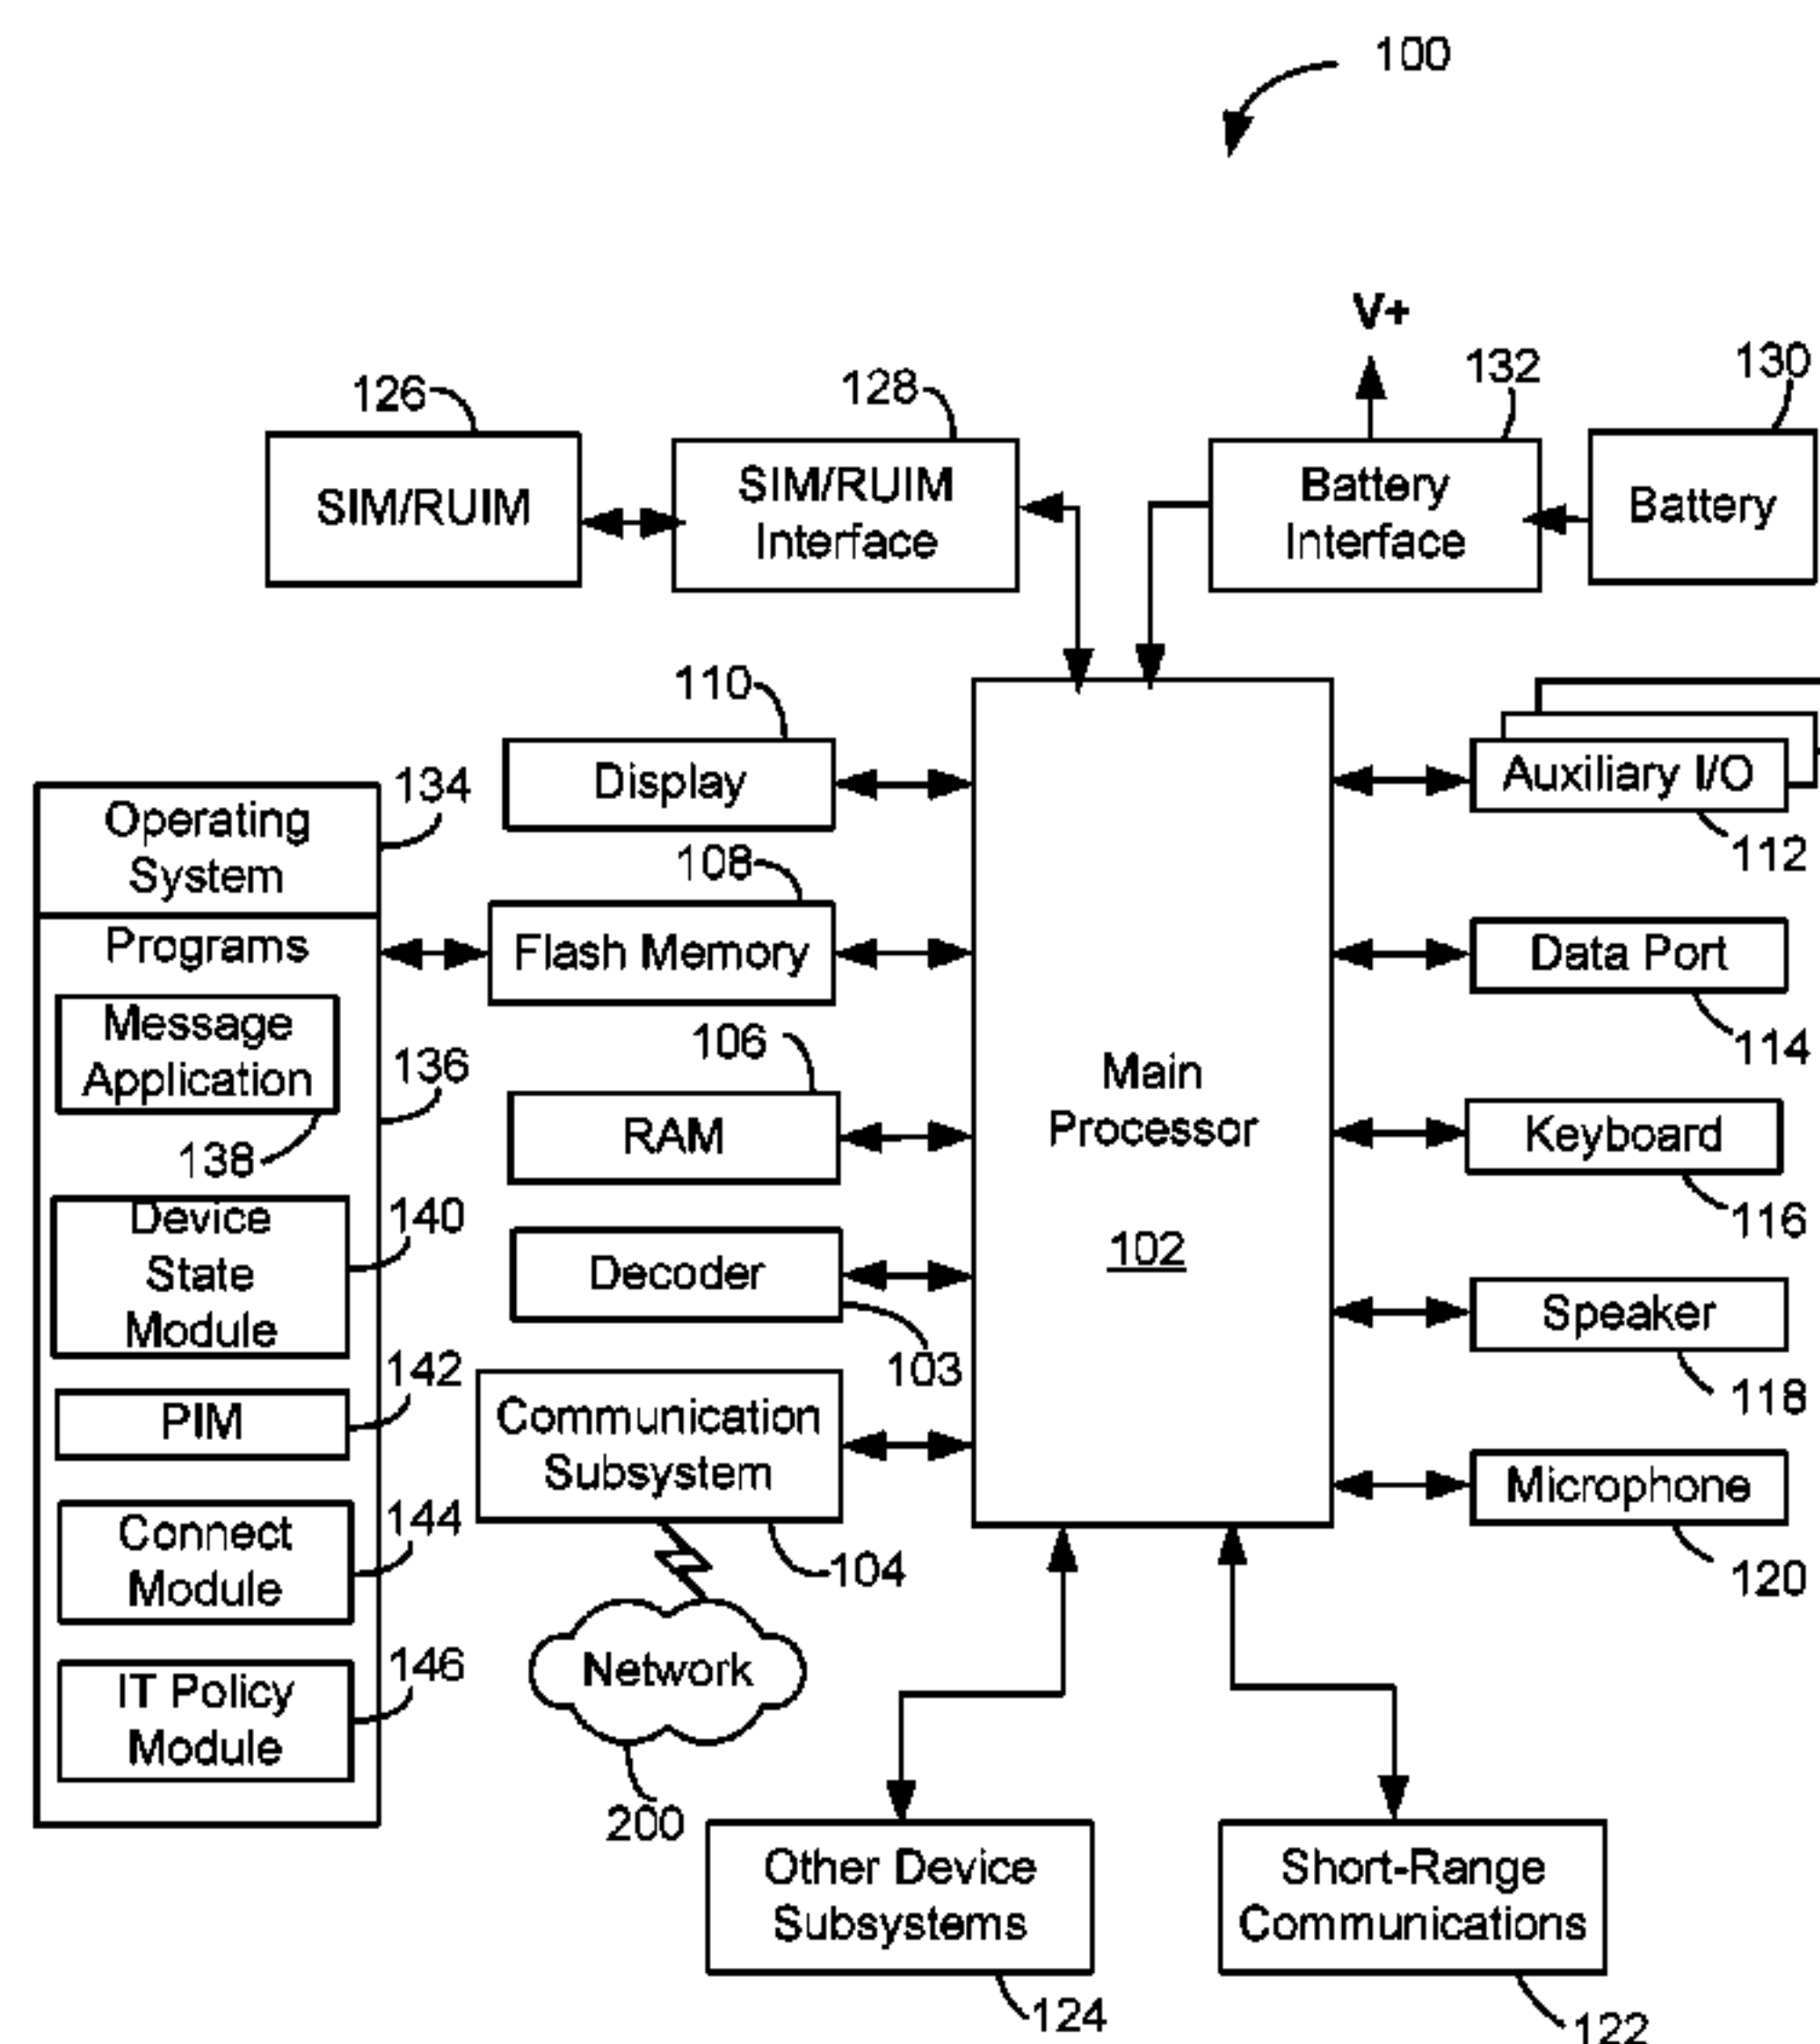 100
V+
126
128
132
130
SIM/RUIM
SIM/RUIM
Interface
Battery
Interface
Battery
110
Display
Auxiliary I/O
112
134
Operating
System
108
Programs
Flash Memory
Data Port
114
Message
Application
136
138
106
RAM
Main
Processor
102
Keyboard
116
Device
State
Module
140
Decoder
103
Speaker
118
PIM
142
Communication
Subsystem
104
Microphone
120
Connect
Module
144
Network
200
IT Policy
Module
146
Other Device
Subsystems
124
Short-Range
Communications
122